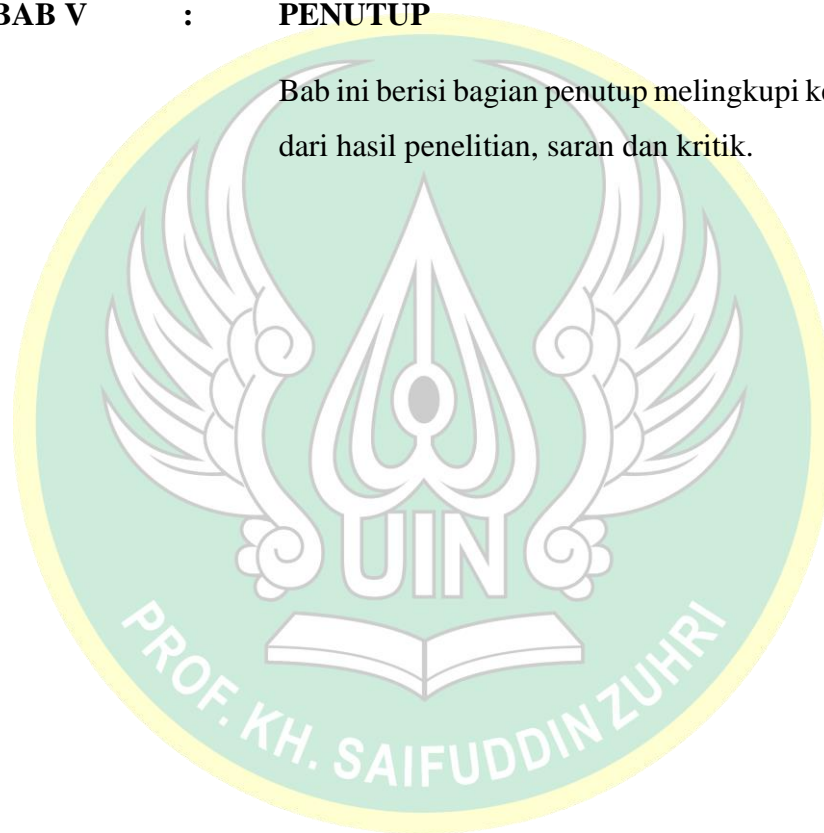 BAB V : PENUTUP
Bab ini berisi bagian penutup melingkupi
dari hasil penelitian, saran dan kritik.
UIN
PROF. KH. SAIFUDDIN ZUHRI